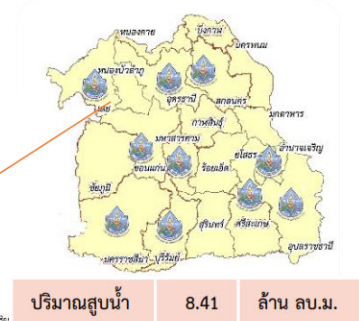 บึงกาฬ
หนองคาย
นครพนม
หนองบัวลำภู
อุดรธานี
สกลนคร
เลย
มุกดาหาร
กาฬสินธุ์
มหาสารคาม
ยโสธร
อำนาจเจริญ
ขอนแก่น
ร้อยเอ็ด
ชัยภูมิ
สุรินทร์
ศรีสะเกษ
อุบลราชธานี
นครราชสีมา
บุรีรัมย์
ปริมาณสูบน้ำ 8.41 ล้าน ลบ.ม.